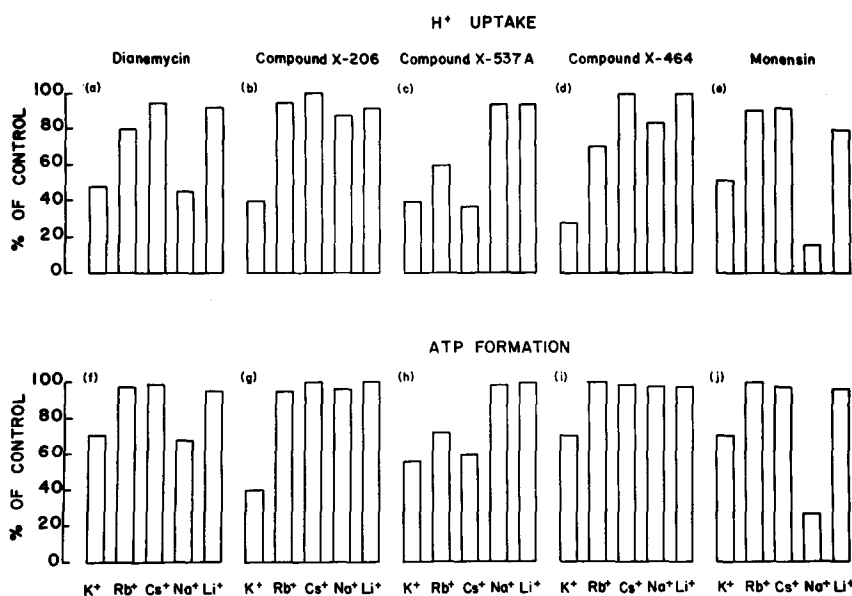 H⁺ UPTAKE
Dianemycin Compound X-206 Compound X-537A Compound X-464 Monensin
% OF CONTROL
100
80
60
40
20
0
(a) (b) (c) (d) (e)
ATP FORMATION
% OF CONTROL
100
80
60
40
20
0
(f) (g) (h) (i) (j)
K⁺ Rb⁺ Cs⁺ Na⁺ Li⁺ K⁺ Rb⁺ Cs⁺ Na⁺ Li⁺ K⁺ Rb⁺ Cs⁺ Na⁺ Li⁺ K⁺ Rb⁺ Cs⁺ Na⁺ Li⁺ K⁺ Rb⁺ Cs⁺ Na⁺ Li⁺